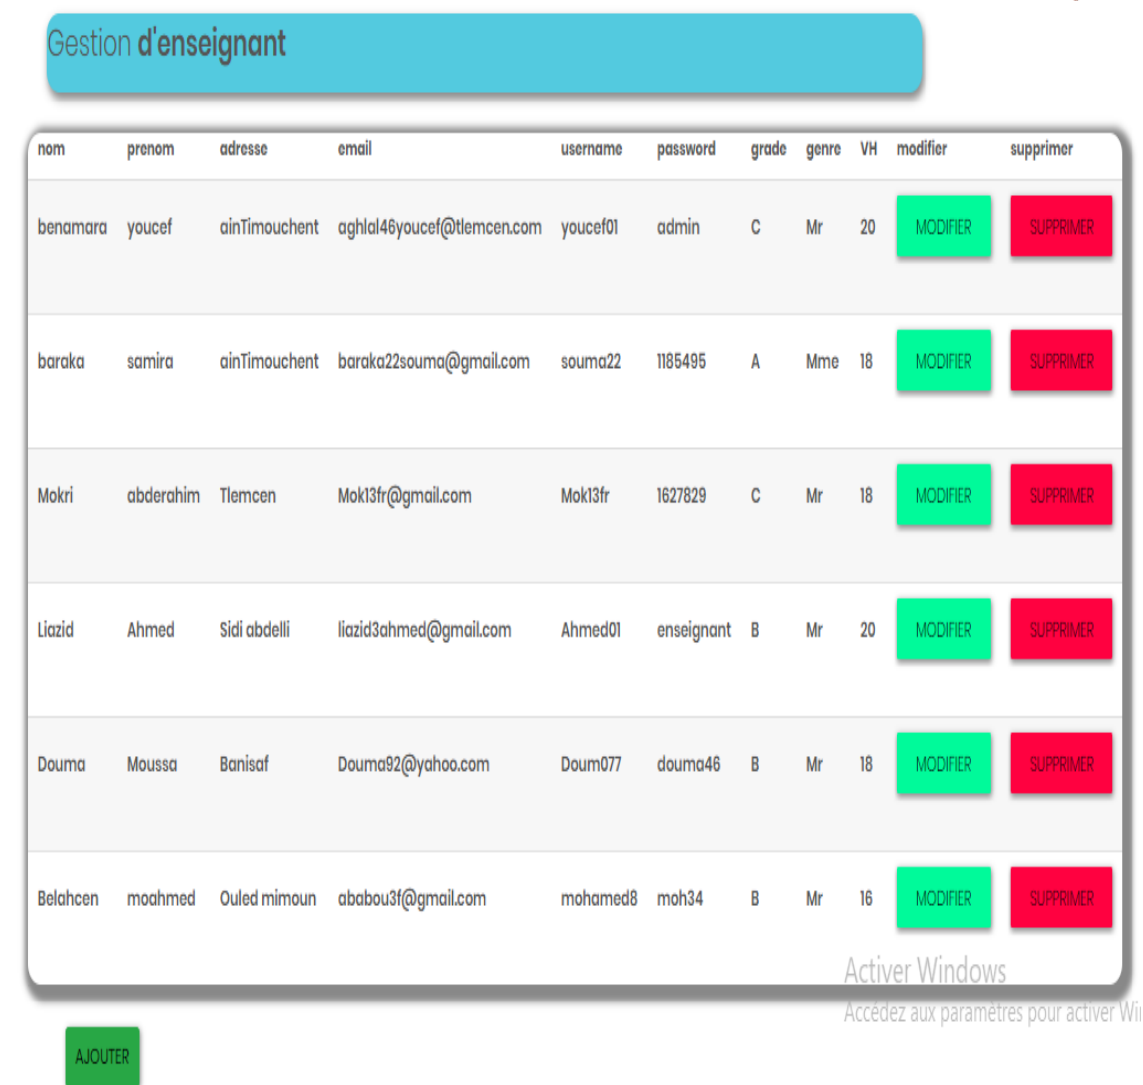 Gestion d'enseignant
nom prenom adresse email username password grade genre VH modifier supprimer
benamara youcef ainTimouchent aghlal46youcef@tlemcen.com youcef01 admin C Mr 20 MODIFIER SUPPRIMER
baraka samira ainTimouchent baraka22souma@gmail.com souma22 1185495 A Mme 18 MODIFIER SUPPRIMER
Mokri abderahim Tlemcen Mok13fr@gmail.com Mok13fr 1627829 C Mr 18 MODIFIER SUPPRIMER
Liazid Ahmed Sidi abdelli liazid3ahmed@gmail.com Ahmed01 enseignant B Mr 20 MODIFIER SUPPRIMER
Douma Moussa Banisaf Douma92@yahoo.com Doum077 douma46 B Mr 18 MODIFIER SUPPRIMER
Belahcen moahmed Ouled mimoun ababou3f@gmail.com mohamed8 moh34 B Mr 16 MODIFIER SUPPRIMER
Activer Windows
Accédez aux paramètres pour activer
AJOUTER